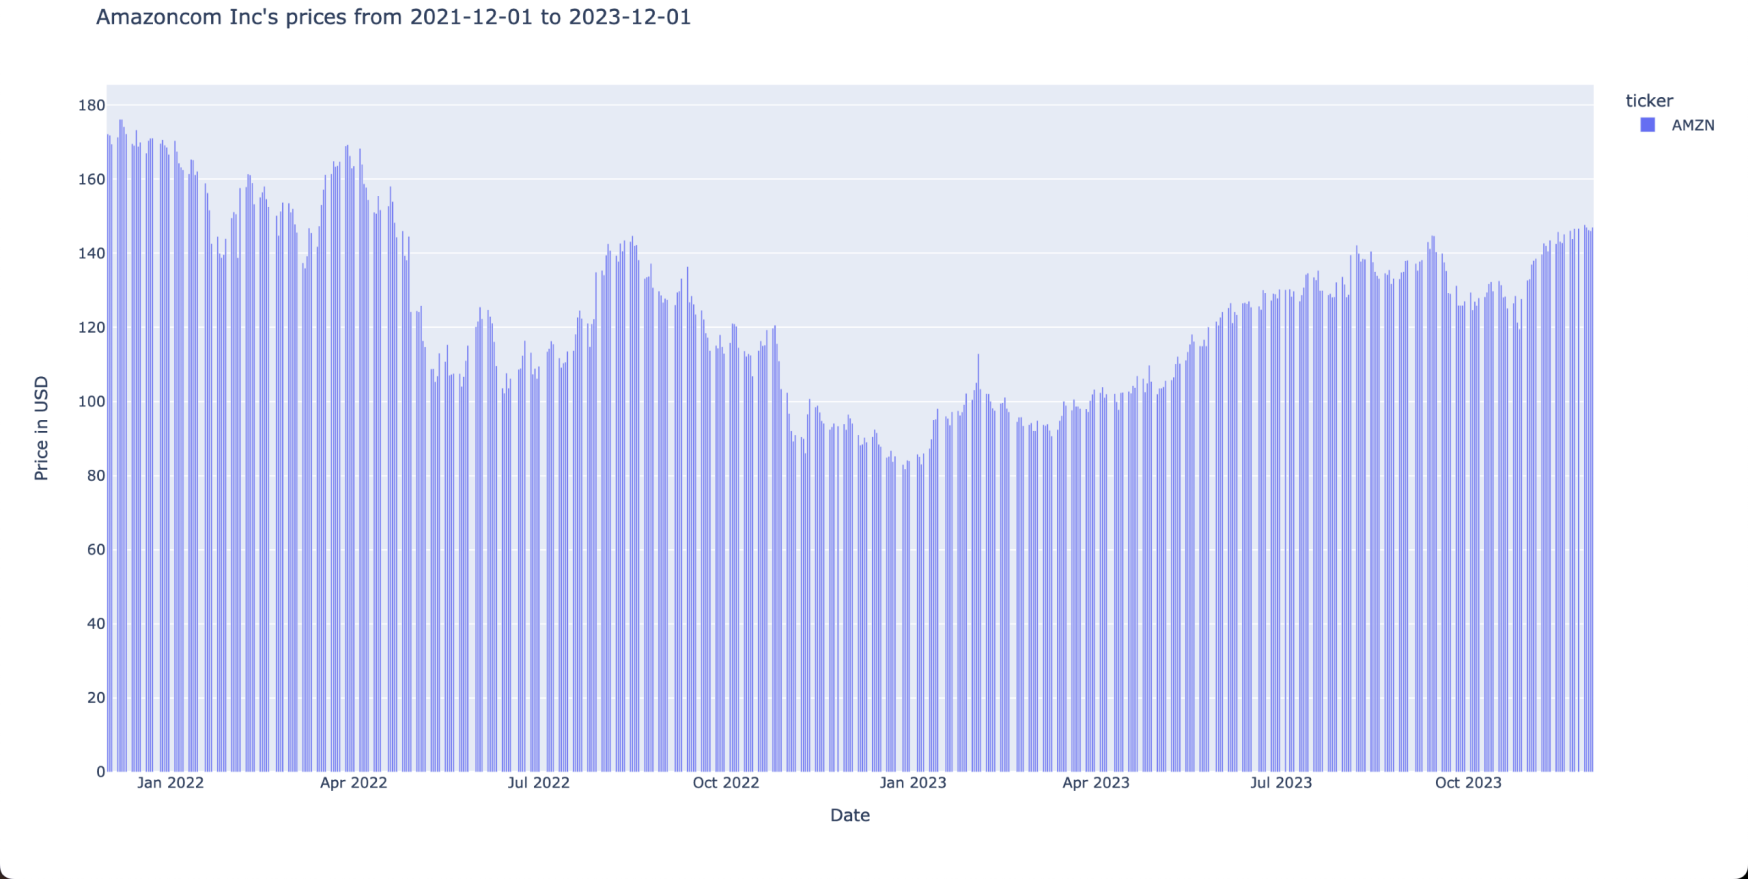 Amazoncom Inc's prices from 2021-12-01 to 2023-12-01
ticker
AMZN
Price in USD
180
160
140
120
100
80
60
40
20
0
Jan 2022 Apr 2022 Jul 2022 Oct 2022 Jan 2023 Apr 2023 Jul 2023 Oct 2023
Date